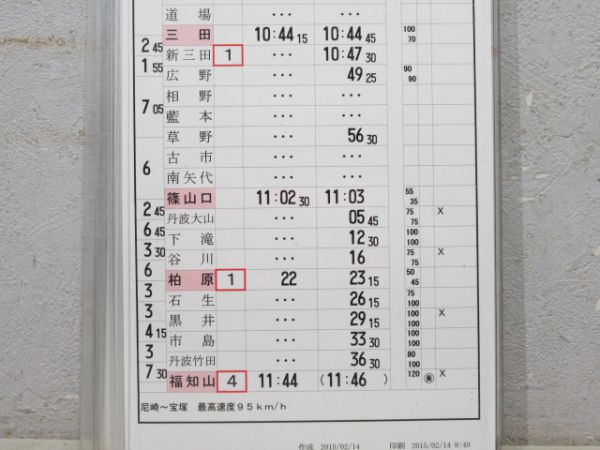 道 場 ・・・ ・・・
三 田 10:44 15 10:44 45 100 70
2 45
新三田 1 ・・・ 10:47 30
1 55
広 野 ・・・ 49 25 90 90
相 野 ・・・ ・・・
7 05
藍 本 ・・・ ・・・
草 野 ・・・ 56 30
古 市 ・・・ ・・・
6
南矢代 ・・・ ・・・
篠山口 11:02 30 11:03 55 35
2 45
丹波大山 ・・・ 05 45 75 75 X
6 45
下 滝 ・・・ 12 30 100 100
3 30
谷 川 ・・・ 16 75 75 X
6
柏 原 1 22 23 15 50 45
3
石 生 ・・・ 26 15 75 100
3
黒 井 ・・・ 29 15 100 100 X
4 15
市 島 ・・・ 33 30 100 100
3
丹波竹田 ・・・ 36 30 80 100
7 30
福知山 4 11:44 (11:46 ) 120 X
尼崎〜宝塚 最高速度95km/h
作成 2015/02/14 印刷 2015/02/14 8:40